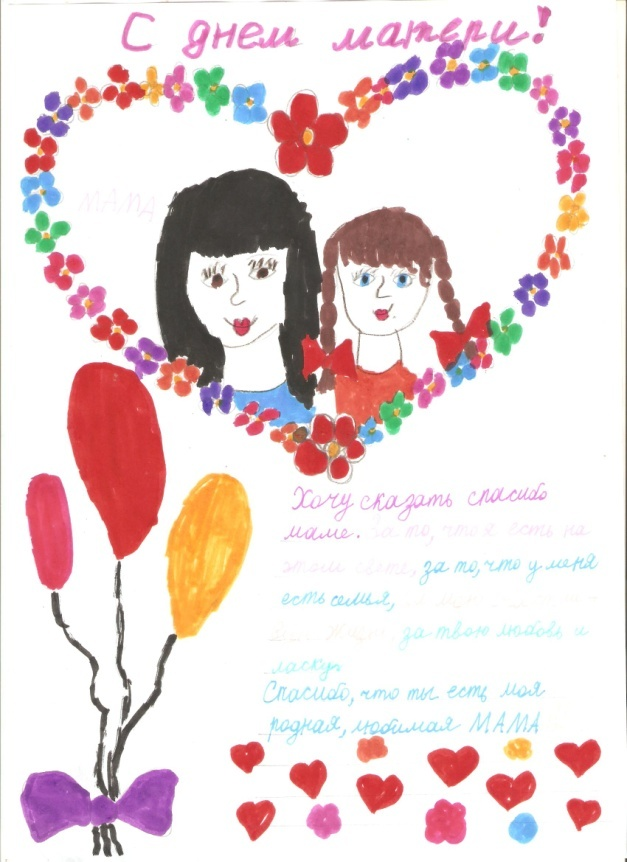 С днем матери!
МАМА
Хочу сказать спасибо
маме. За то, что я есть на
этом свете, за то, что у меня
есть семья,
за твою любовь и
ласку.
Спасибо, что ты есть моя
родная, любимая МАМА